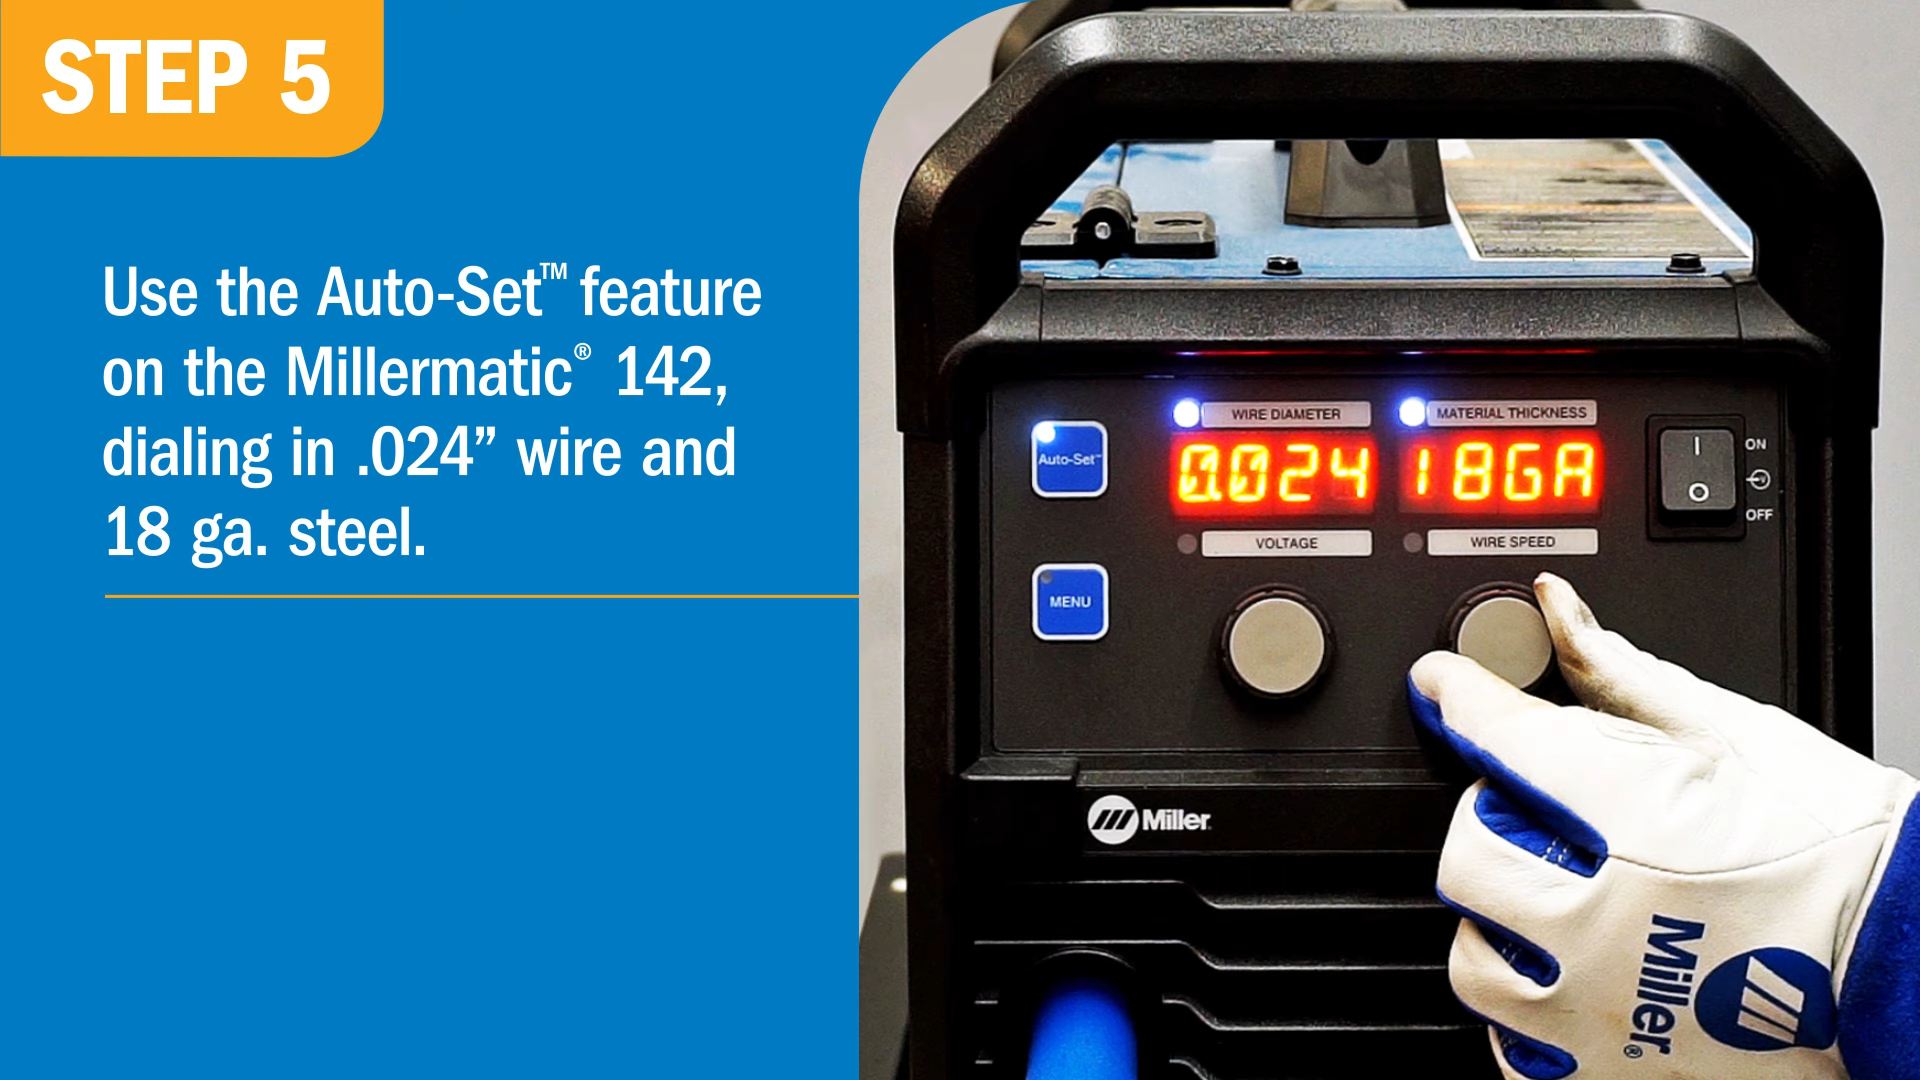 STEP 5
Use the Auto-Set™ feature
on the Millermatic® 142,
dialing in .024” wire and
18 ga. steel.
WIRE DIAMETER
MATERIAL THICKNESS
Auto-Set™
0.024
18GA
ON
OFF
VOLTAGE
WIRE SPEED
MENU
Miller
Miller®